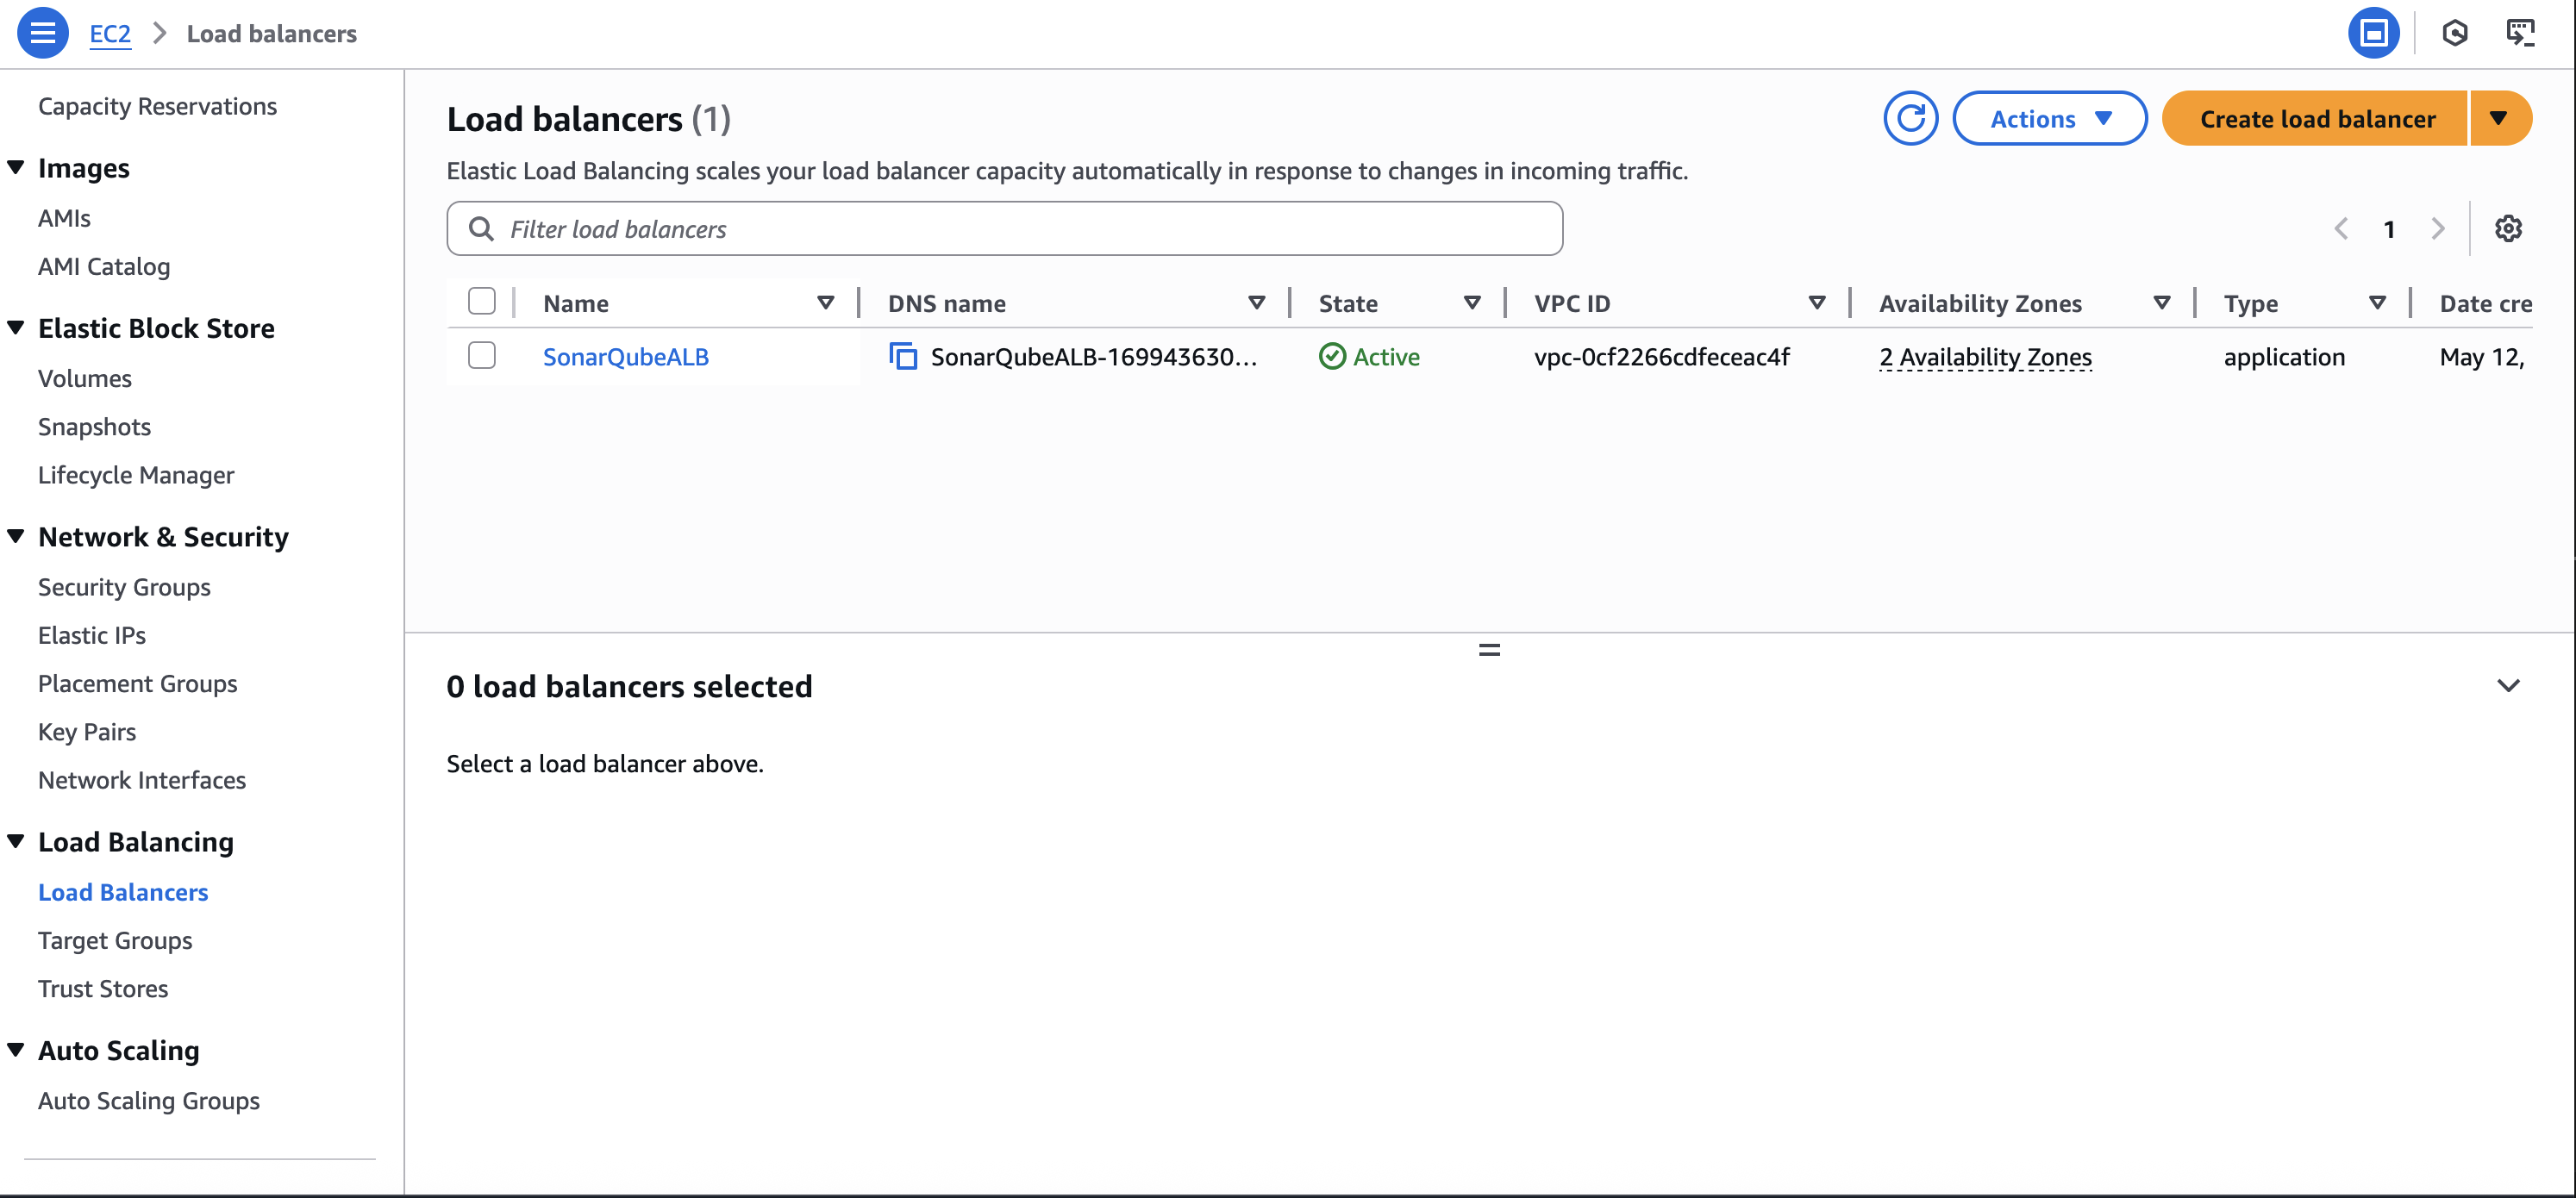 EC2 > Load balancers
Capacity Reservations
Images
AMIs
AMI Catalog
Elastic Block Store
Volumes
Snapshots
Lifecycle Manager
Network & Security
Security Groups
Elastic IPs
Placement Groups
Key Pairs
Network Interfaces
Load Balancing
Load Balancers
Target Groups
Trust Stores
Auto Scaling
Auto Scaling Groups
Load balancers (1)
Actions
Create load balancer
Elastic Load Balancing scales your load balancer capacity automatically in response to changes in incoming traffic.
Filter load balancers
1
Name DNS name State VPC ID Availability Zones Type Date cre
SonarQubeALB SonarQubeALB-169943630... Active vpc-0cf2266cdfeceac4f 2 Availability Zones application May 12,
0 load balancers selected
Select a load balancer above.